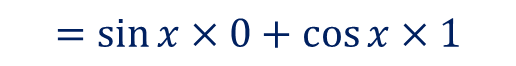 = sin x × 0 + cos x × 1